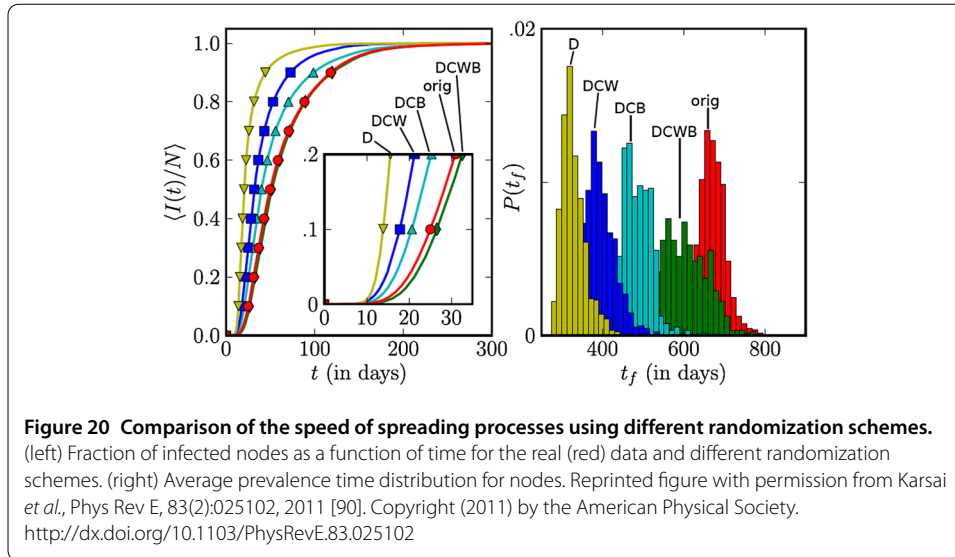 1.0
0.8
0.6
0.4
0.2
0.0
⟨I(t)/N⟩
0
100
200
300
t (in days)
DCWB
orig
DCB
DCW
D
.2
.1
0
0
10
20
30
.02
D
DCW
DCB
DCWB
orig
P(t_f)
0
400
600
800
t_f (in days)
Figure 20 Comparison of the speed of spreading processes using different randomization schemes.
(left) Fraction of infected nodes as a function of time for the real (red) data and different randomization
schemes. (right) Average prevalence time distribution for nodes. Reprinted figure with permission from Karsai
et al., Phys Rev E, 83(2):025102, 2011 [90]. Copyright (2011) by the American Physical Society.
http://dx.doi.org/10.1103/PhysRevE.83.025102